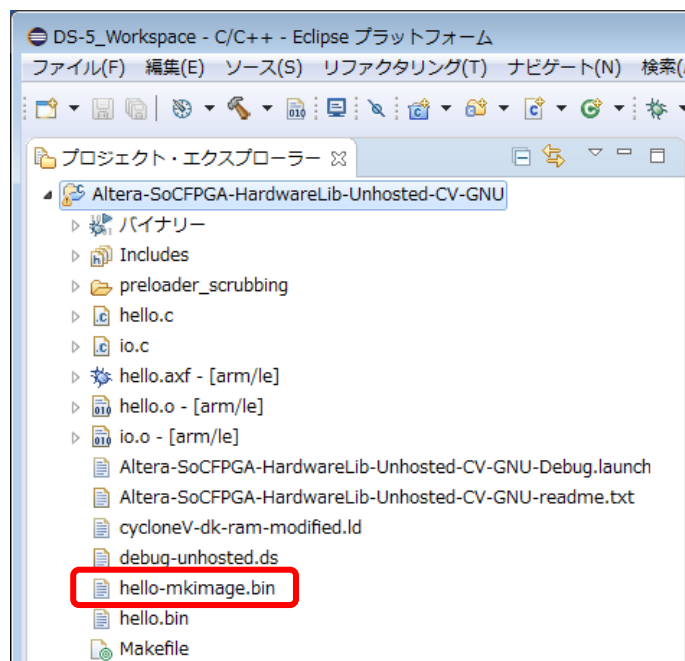 DS-5_Workspace - C/C++ - Eclipse プラットフォーム
ファイル(F) 編集(E) ソース(S) リファクタリング(T) ナビゲート(N) 検索(
プロジェクト・エクスプローラー
Altera-SoCFPGA-HardwareLib-Unhosted-CV-GNU
バイナリー
Includes
preloader_scrubbing
hello.c
io.c
hello.axf - [arm/le]
hello.o - [arm/le]
io.o - [arm/le]
Altera-SoCFPGA-HardwareLib-Unhosted-CV-GNU-Debug.launch
Altera-SoCFPGA-HardwareLib-Unhosted-CV-GNU-readme.txt
cycloneV-dk-ram-modified.ld
debug-unhosted.ds
hello-mkimage.bin
hello.bin
Makefile